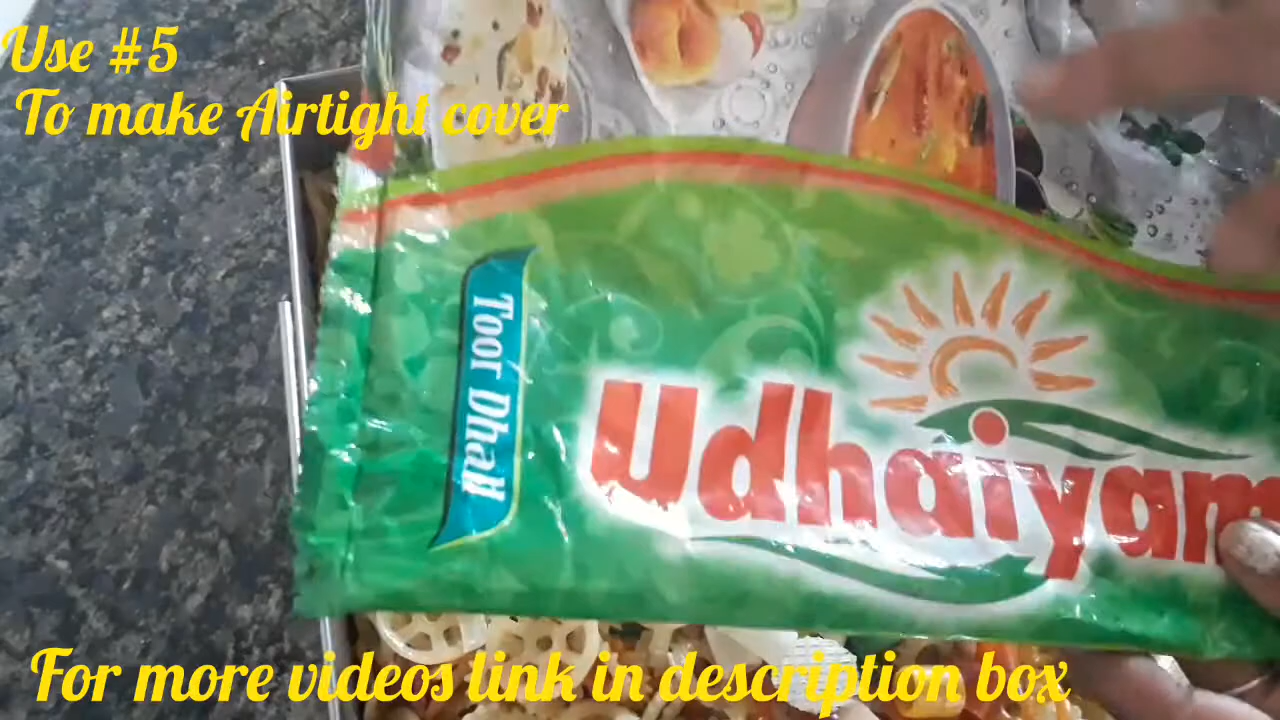 Use #5
To make Airtight cover
Toor Dhall
Udhaiyam
For more videos link in description box